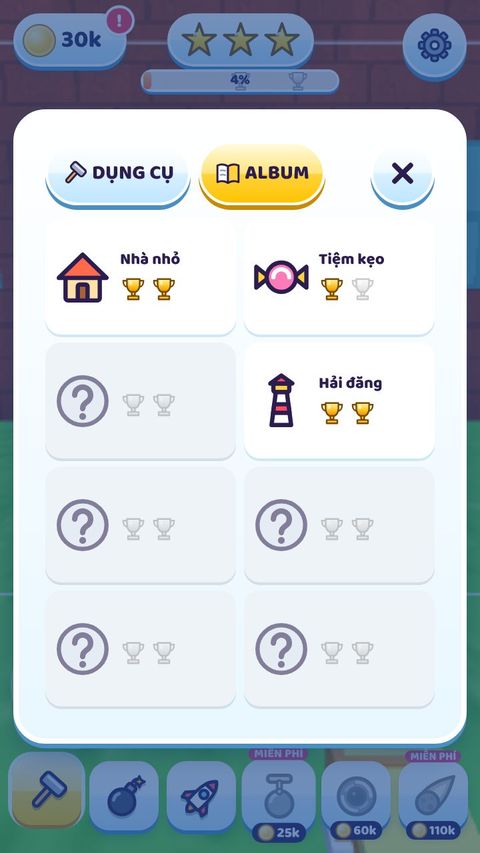 30k
!
4%
DỤNG CỤ
ALBUM
Nhà nhỏ
Tiệm kẹo
?
Hải đăng
?
?
?
?
MIỄN PHÍ
MIỄN PHÍ
25k
60k
110k